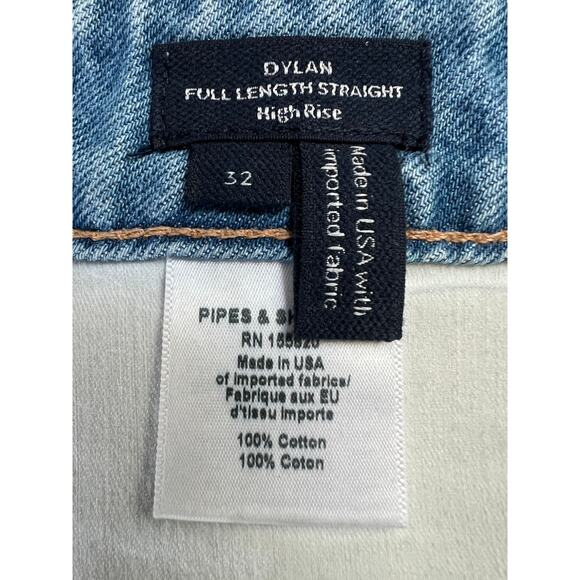 DYLAN
FULL LENGTH STRAIGHT
High Rise
32
Made in USA with
imported fabric
PIPES &
RN 155620
Made in USA
of imported fabrics/
Fabrique aux EU
d'tissu importe
100% Cotton
100% Coton